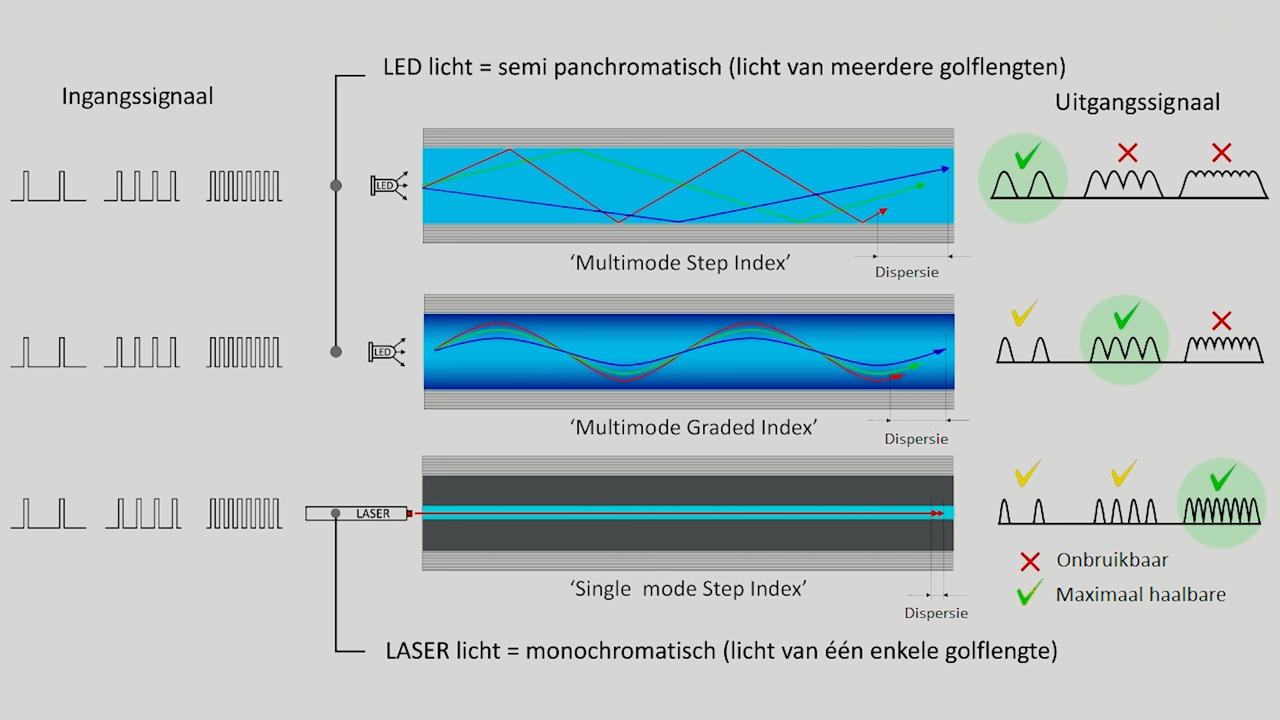 LED licht = semi panchromatisch (licht van meerdere golflengten)
Ingangssignaal
Uitgangssignaal
LED
‘Multimode Step Index’
Dispersie
LED
‘Multimode Graded Index’
Dispersie
LASER
‘Single mode Step Index’
Dispersie
Onbruikbaar
Maximaal haalbare
LASER licht = monochromatisch (licht van één enkele golflengte)